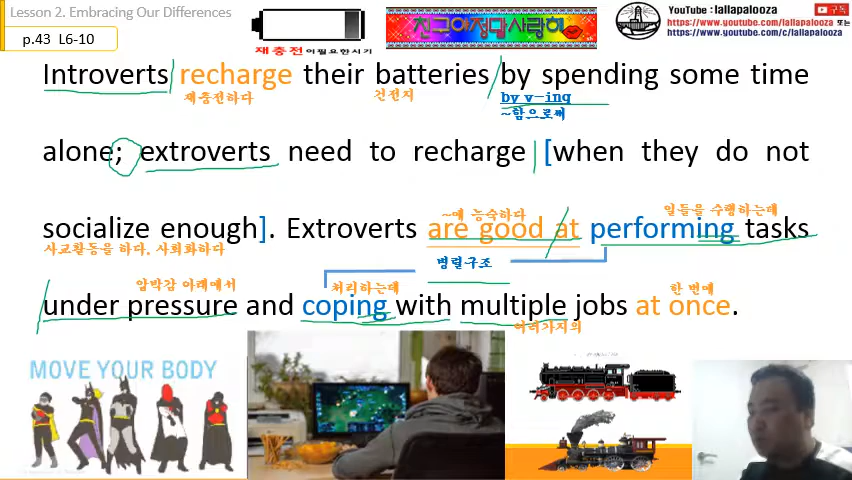 Lesson 2. Embracing Our Differences
p.43 L6-10
재충전이필요한시기
친구야정말사랑해
YouTube : lallapalooza 구독
https://www.youtube.com/c/lallapalooza 또는
https://www.youtube.com/lallapalooza
Introverts recharge their batteries by spending some time
재충전하다 건전지 by v-ing
~함으로써
alone; extroverts need to recharge [when they do not
~에 능숙하다 일들을 수행하는데
socialize enough]. Extroverts are good at performing tasks
사교활동을 하다, 사회화하다 병렬구조
압박감 아래에서 처리하는데 한 번에
under pressure and coping with multiple jobs at once.
여러가지의
MOVE YOUR BODY